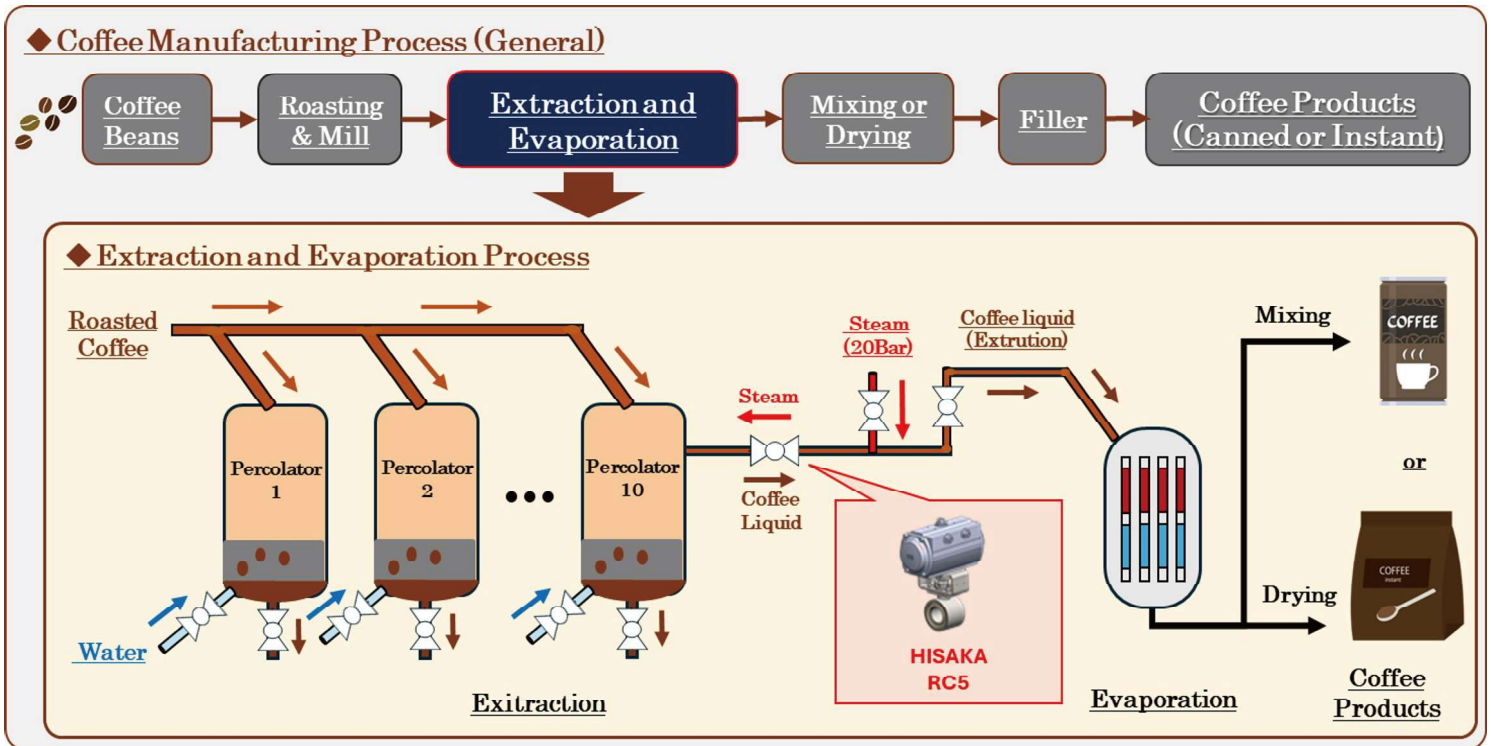 ◆ Coffee Manufacturing Process (General)
Coffee
Beans
Roasting
& Mill
Extraction and
Evaporation
Mixing or
Drying
Filler
Coffee Products
(Canned or Instant)
◆ Extraction and Evaporation Process
Roasted
Coffee
Percolator
1
Percolator
2
•••
Percolator
10
Water
Exitraction
Steam
Coffee
Liquid
Steam
(20Bar)
Coffee liquid
(Extrution)
HISAKA
RC5
Evaporation
Mixing
COFFEE
or
Drying
COFFEE
Instant
Coffee
Products